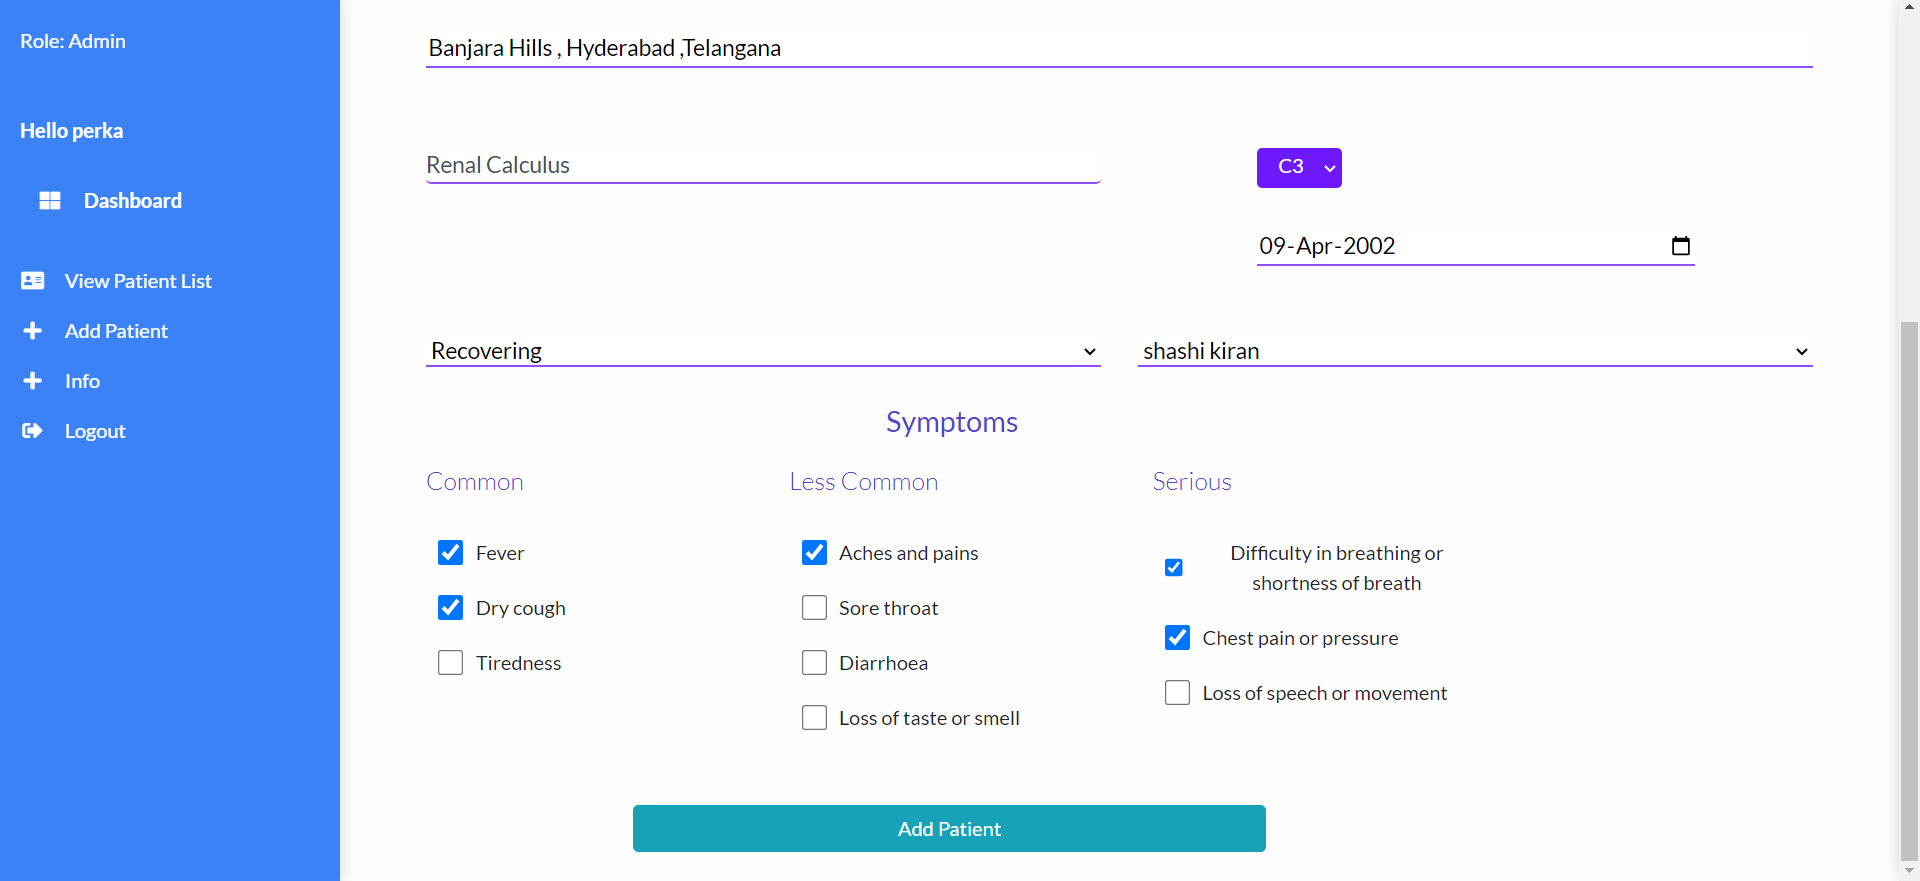 Role: Admin
Hello perka
Dashboard
View Patient List
Add Patient
Info
Logout
Banjara Hills , Hyderabad ,Telangana
Renal Calculus
C3
09-Apr-2002
Recovering
shashi kiran
Symptoms
Common
Fever
Dry cough
Tiredness
Less Common
Aches and pains
Sore throat
Diarrhoea
Loss of taste or smell
Serious
Difficulty in breathing or
shortness of breath
Chest pain or pressure
Loss of speech or movement
Add Patient